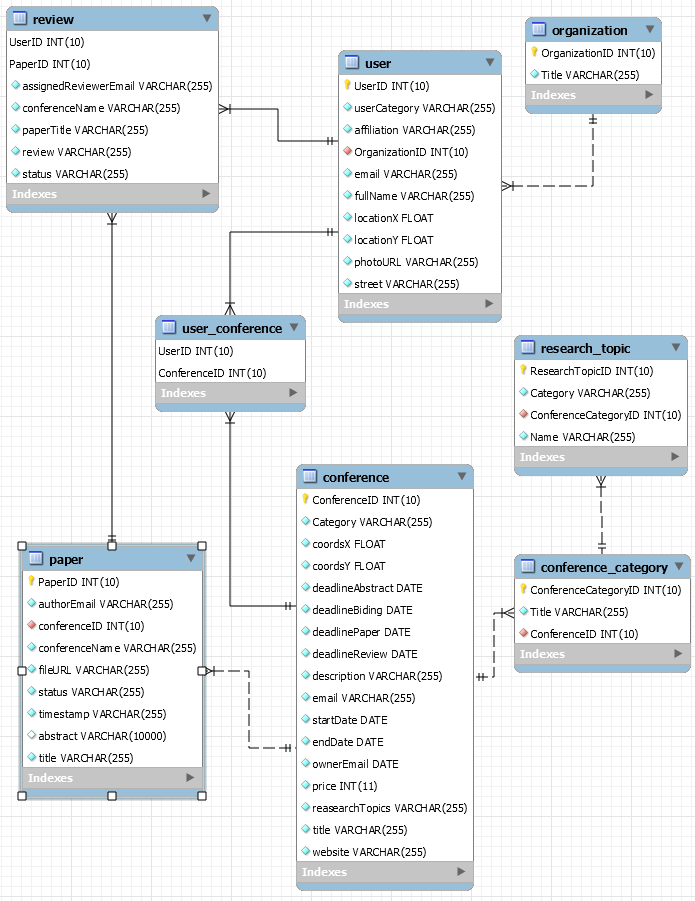 review
UserID INT(10)
PaperID INT(10)
assignedReviewerEmail VARCHAR(255)
conferenceName VARCHAR(255)
paperTitle VARCHAR(255)
review VARCHAR(255)
status VARCHAR(255)
Indexes
user
UserID INT(10)
userCategory VARCHAR(255)
affiliation VARCHAR(255)
OrganizationID INT(10)
email VARCHAR(255)
fullName VARCHAR(255)
locationX FLOAT
locationY FLOAT
photoURL VARCHAR(255)
street VARCHAR(255)
Indexes
organization
OrganizationID INT(10)
Title VARCHAR(255)
Indexes
user_conference
UserID INT(10)
ConferenceID INT(10)
Indexes
research_topic
ResearchTopicID INT(10)
Category VARCHAR(255)
ConferenceCategoryID INT(10)
Name VARCHAR(255)
Indexes
conference
ConferenceID INT(10)
Category VARCHAR(255)
coordsX FLOAT
coordsY FLOAT
deadlineAbstract DATE
deadlineBiding DATE
deadlinePaper DATE
deadlineReview DATE
description VARCHAR(255)
email VARCHAR(255)
startDate DATE
endDate DATE
ownerEmail DATE
price INT(11)
reasearchTopics VARCHAR(255)
title VARCHAR(255)
website VARCHAR(255)
Indexes
paper
PaperID INT(10)
authorEmail VARCHAR(255)
conferenceID INT(10)
conferenceName VARCHAR(255)
fileURL VARCHAR(255)
status VARCHAR(255)
timestamp VARCHAR(255)
abstract VARCHAR(10000)
title VARCHAR(255)
Indexes
conference_category
ConferenceCategoryID INT(10)
Title VARCHAR(255)
ConferenceID INT(10)
Indexes